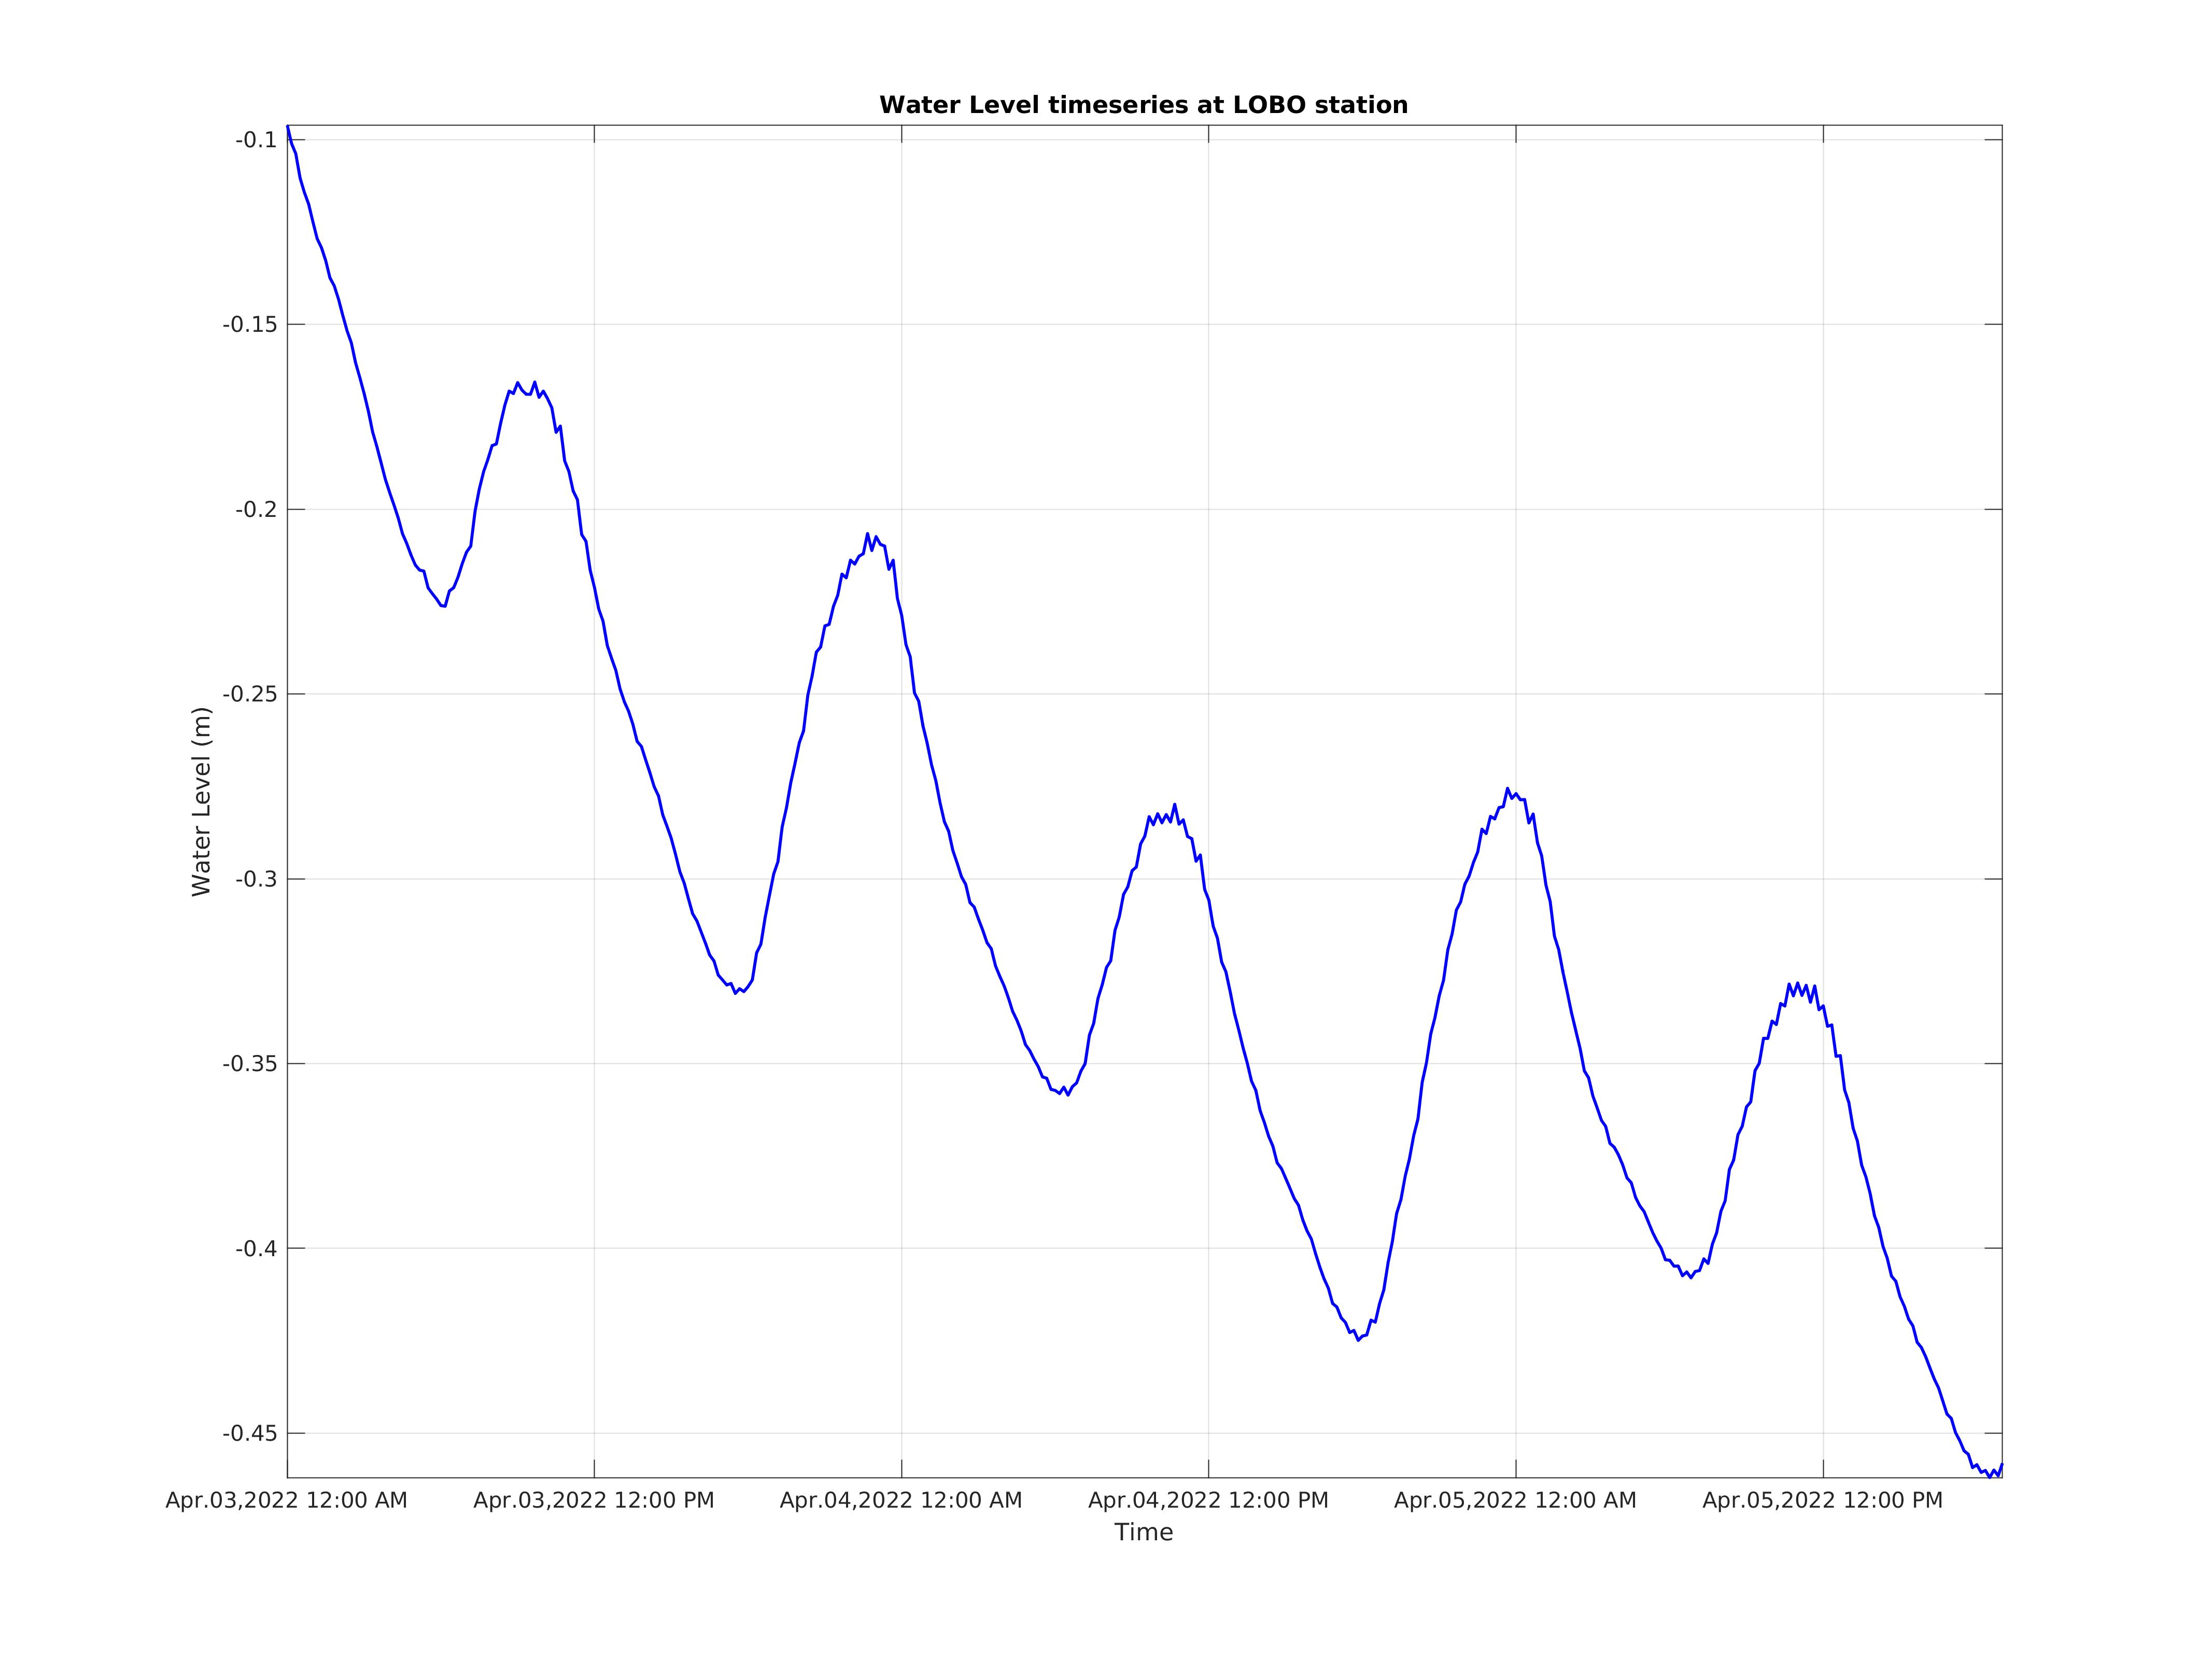 Water Level timeseries at LOBO station
-0.1
-0.15
-0.2
-0.25
-0.3
-0.35
-0.4
-0.45
Water Level (m)
Apr.03,2022 12:00 AM Apr.03,2022 12:00 PM Apr.04,2022 12:00 AM Apr.04,2022 12:00 PM Apr.05,2022 12:00 AM Apr.05,2022 12:00 PM
Time